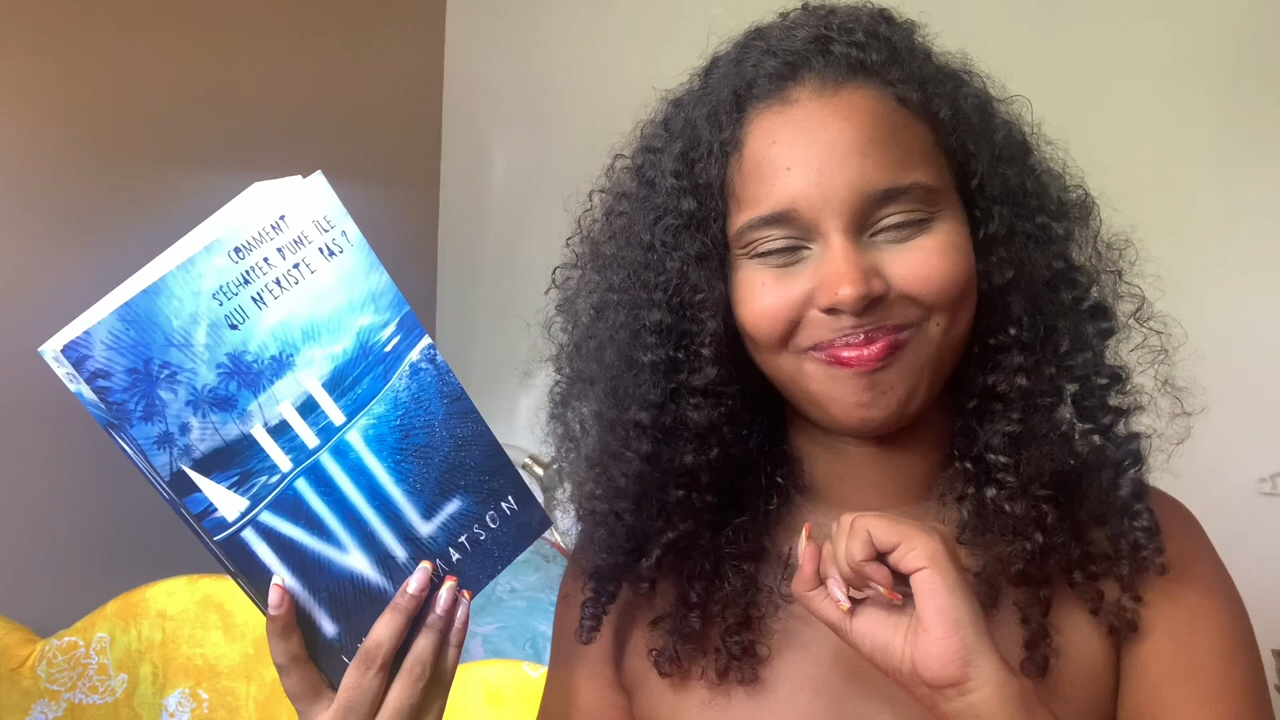 COMMENT
S'ÉCHAPPER D'UNE ÎLE
QUI N'EXISTE PAS ?
NIL
MATSON